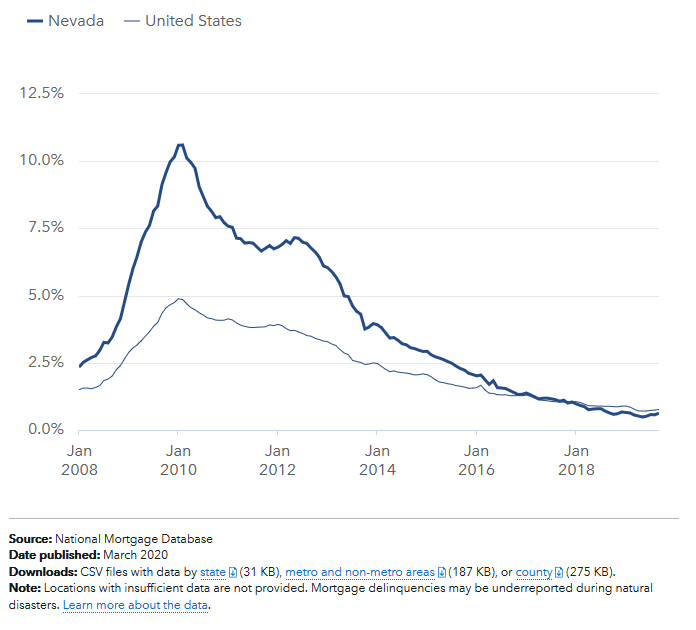 Nevada United States
12.5%
10.0%
7.5%
5.0%
2.5%
0.0%
Jan Jan Jan Jan Jan Jan
2008 2010 2012 2014 2016 2018
Source: National Mortgage Database
Date published: March 2020
Downloads: CSV files with data by state (31 KB), metro and non-metro areas (187 KB), or county (275 KB).
Note: Locations with insufficient data are not provided. Mortgage delinquencies may be underreported during natural
disasters. Learn more about the data.